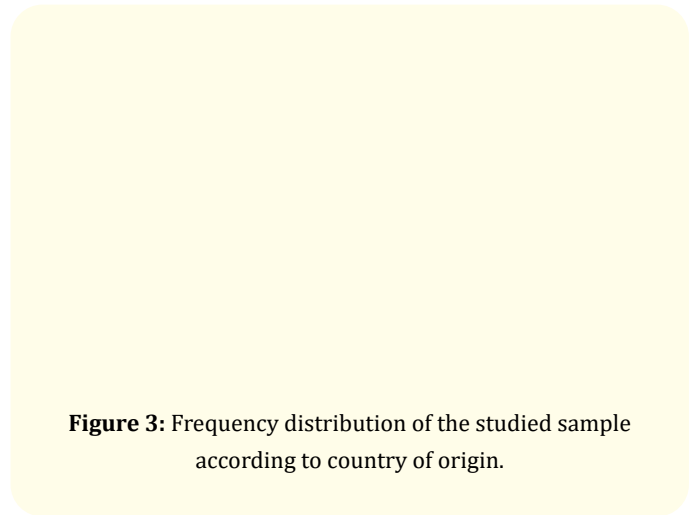 Figure 3: Frequency distribution of the studied sample
according to country of origin.